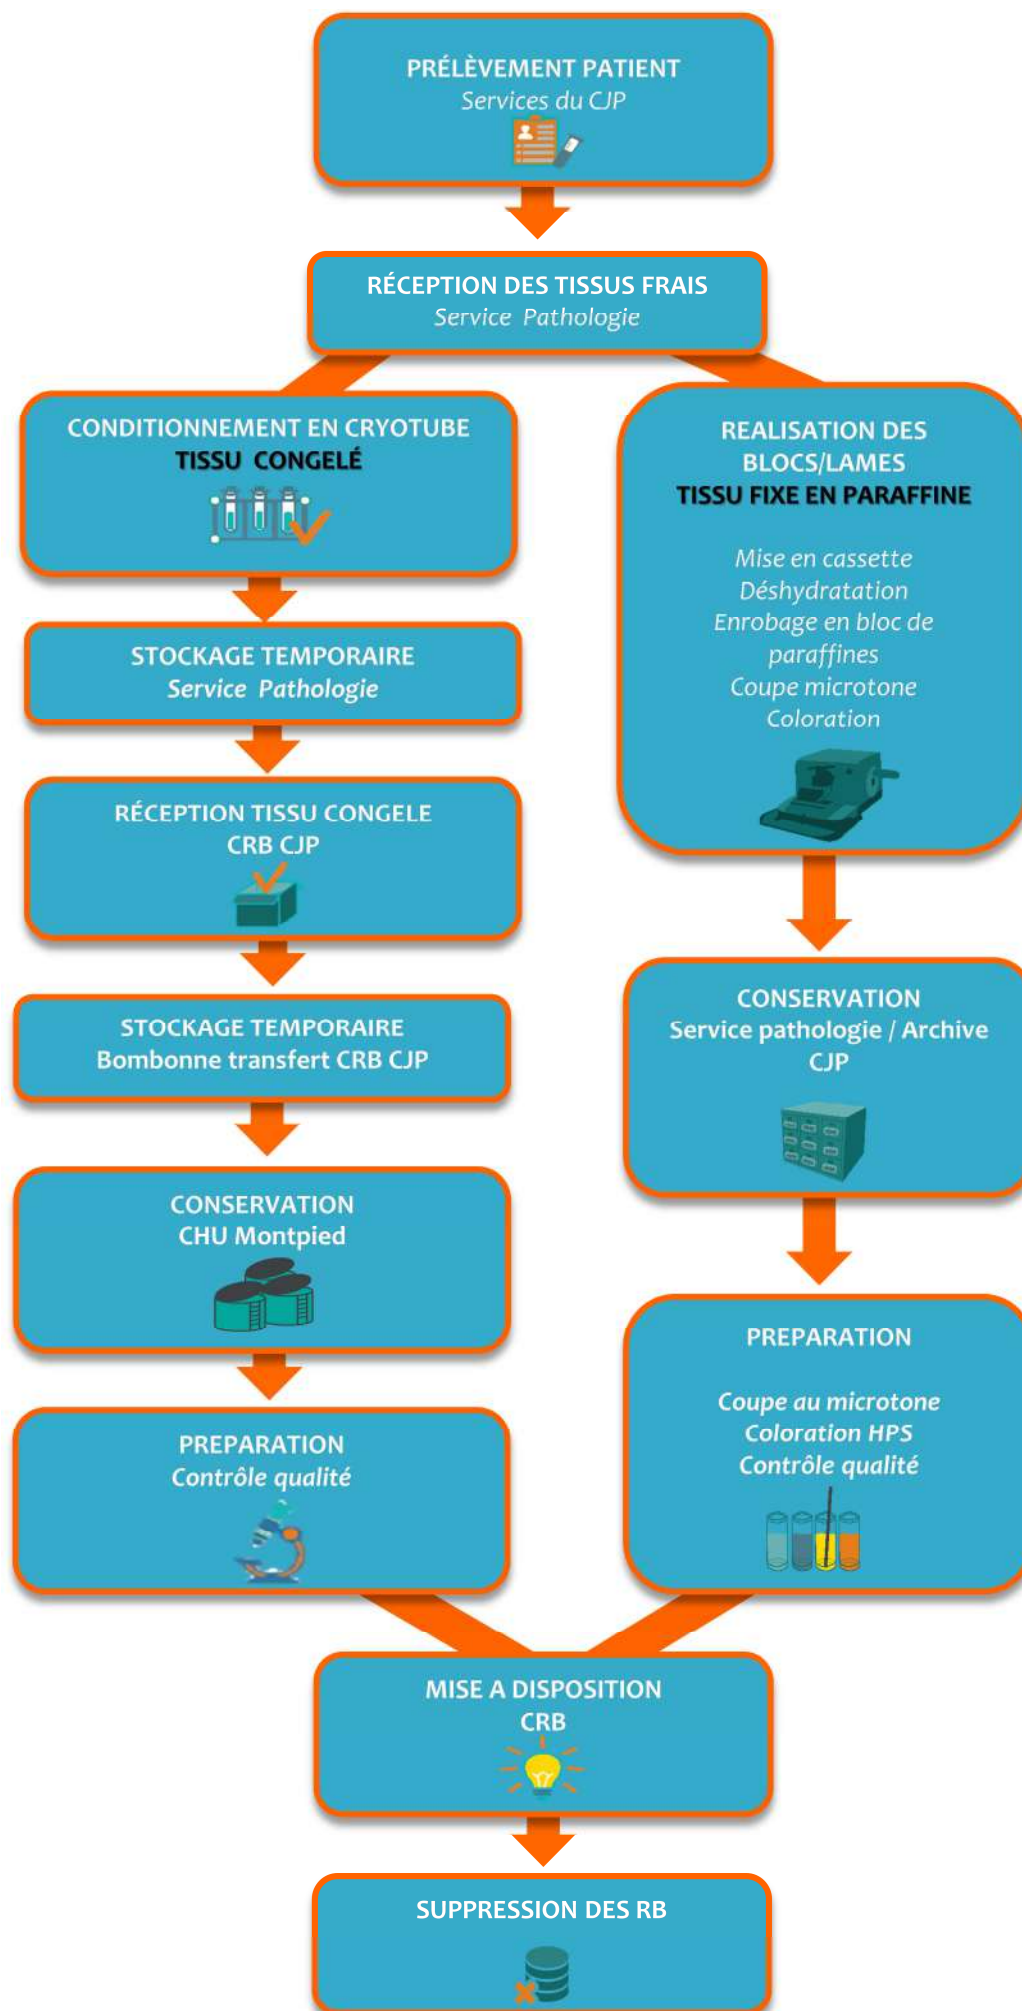 PRÉLÈVEMENT PATIENT
Services du CJP
RÉCEPTION DES TISSUS FRAIS
Service Pathologie
CONDITIONNEMENT EN CRYOTUBE
TISSU CONGELÉ
STOCKAGE TEMPORAIRE
Service Pathologie
RÉCEPTION TISSU CONGELE
CRB CJP
STOCKAGE TEMPORAIRE
Bombonne transfert CRB CJP
CONSERVATION
CHU Montpied
PREPARATION
Contrôle qualité
REALISATION DES
BLOCS/LAMES
TISSU FIXE EN PARAFFINE
Mise en cassette
Déshydratation
Enrobage en bloc de
paraffines
Coupe microtone
Coloration
CONSERVATION
Service pathologie / Archive
CJP
PREPARATION
Coupe au microtone
Coloration HPS
Contrôle qualité
MISE A DISPOSITION
CRB
SUPPRESSION DES RB